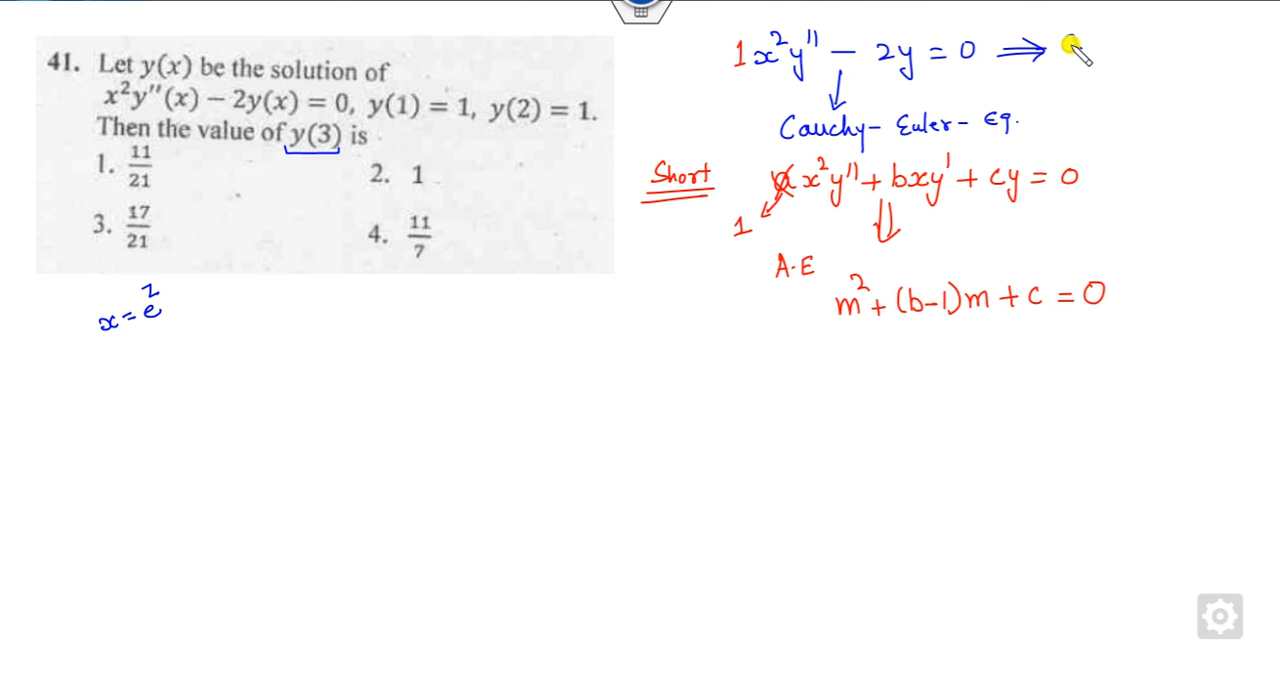 41. Let y(x) be the solution of
x²y″(x) − 2y(x) = 0, y(1) = 1, y(2) = 1.
Then the value of y(3) is
1. 11/21
2. 1
3. 17/21
4. 11/7
x = e^z
1x²y'' − 2y = 0 ⇒
↓
Cauchy- Euler- Eq.
Short
ax²y'' + bxy' + cy = 0
1
⇓
A.E
m² + (b-1)m + c = 0